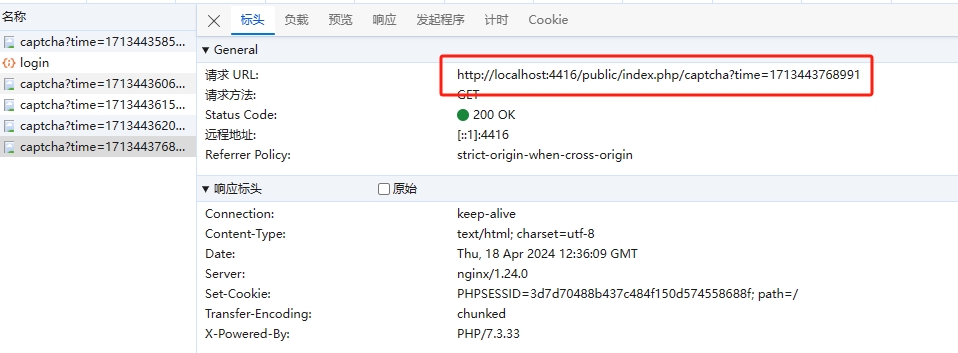 名称
captcha?time=1713443585...
login
captcha?time=1713443606...
captcha?time=1713443615...
captcha?time=1713443620...
captcha?time=1713443768...
标头 负载 预览 响应 发起程序 计时 Cookie
General
请求 URL: http://localhost:4416/public/index.php/captcha?time=1713443768991
请求方法: GET
Status Code: 200 OK
远程地址: [::1]:4416
Referrer Policy: strict-origin-when-cross-origin
响应标头 原始
Connection: keep-alive
Content-Type: text/html; charset=utf-8
Date: Thu, 18 Apr 2024 12:36:09 GMT
Server: nginx/1.24.0
Set-Cookie: PHPSESSID=3d7d70488b437c484f150d574558688f; path=/
Transfer-Encoding: chunked
X-Powered-By: PHP/7.3.33